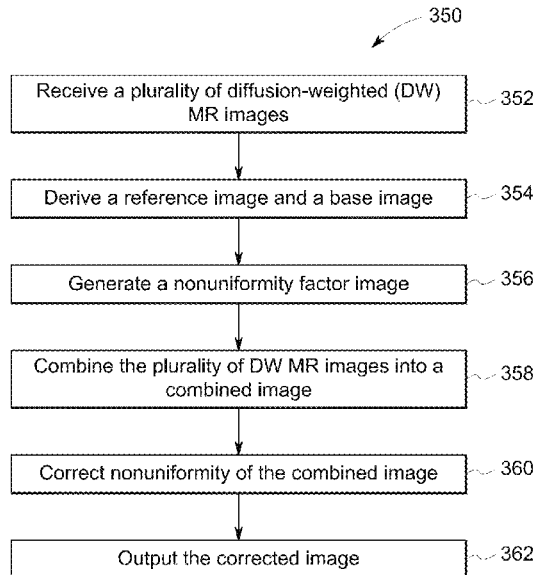 350
Receive a plurality of diffusion-weighted (DW)
MR images
352
Derive a reference image and a base image
354
Generate a nonuniformity factor image
356
Combine the plurality of DW MR images into a
combined image
358
Correct nonuniformity of the combined image
360
Output the corrected image
362